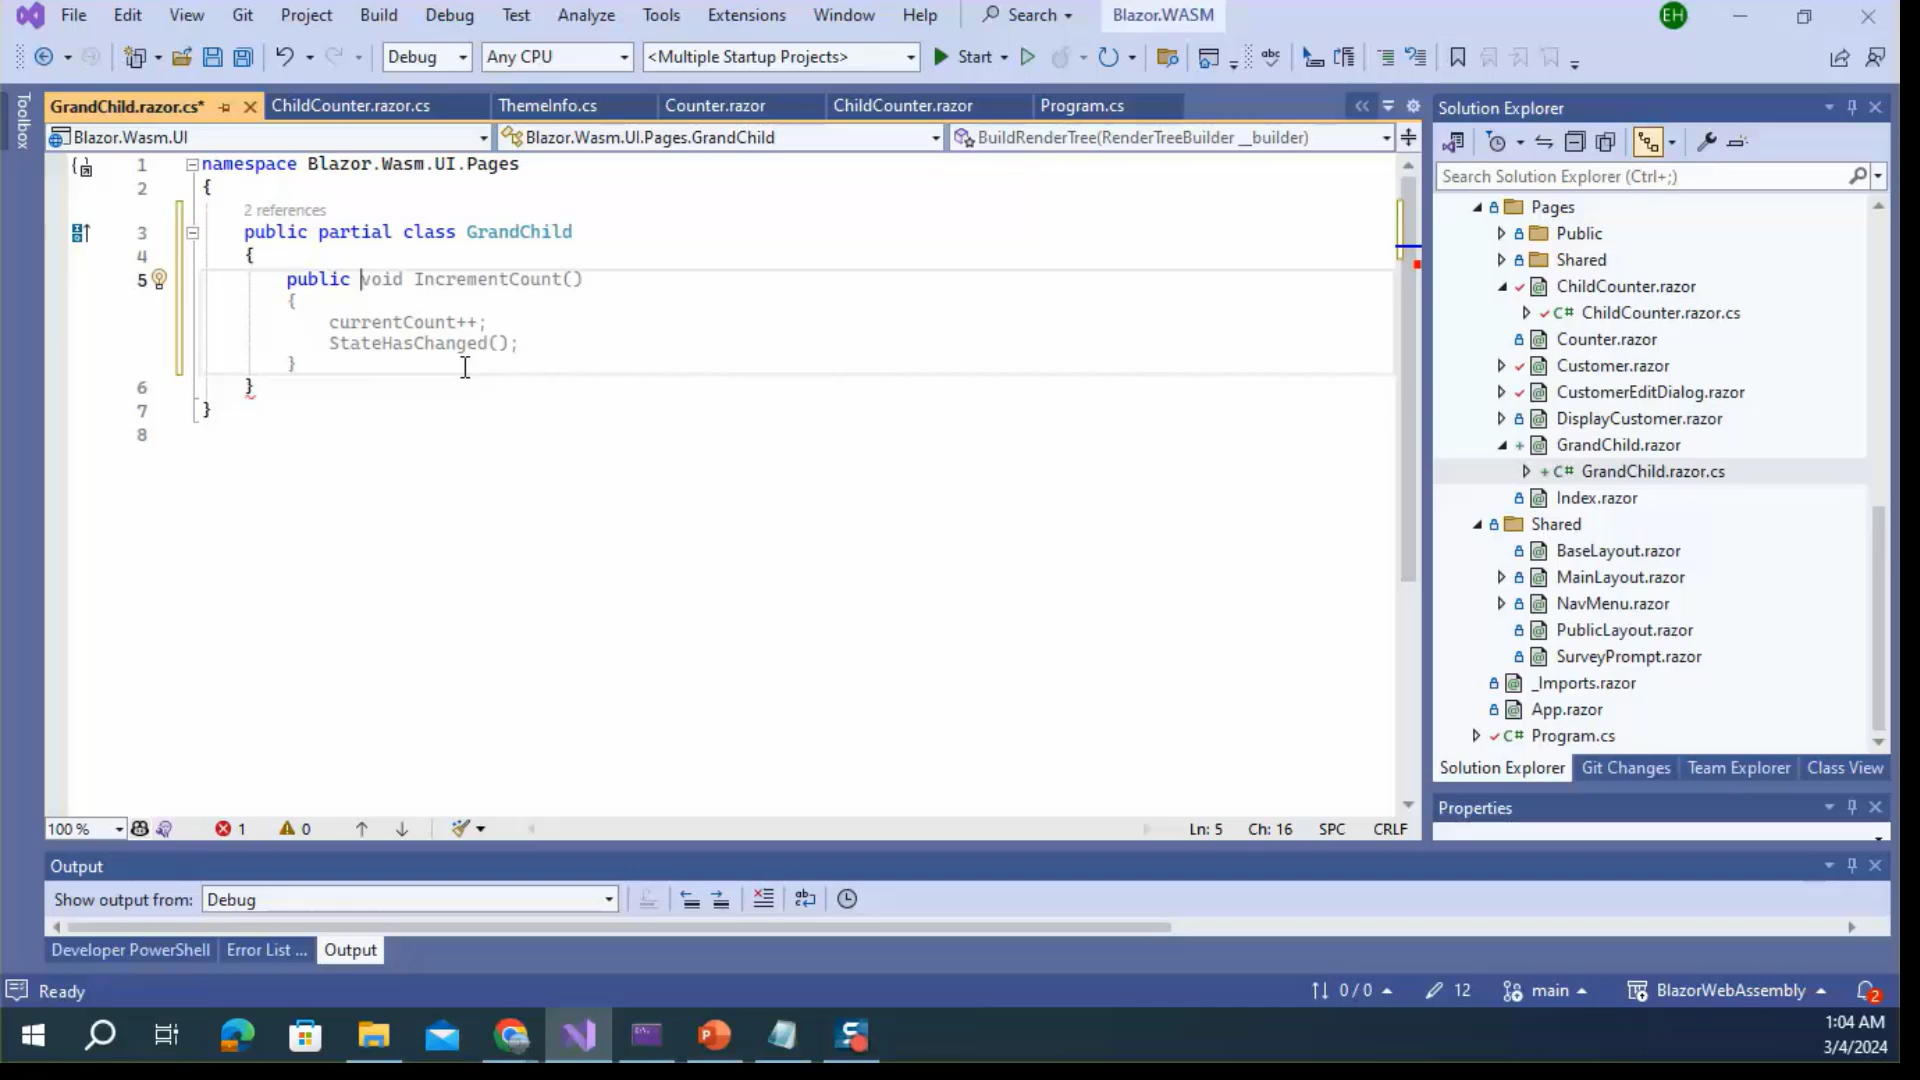 File Edit View Git Project Build Debug Test Analyze Tools Extensions Window Help Search Blazor.WASM EH
Debug Any CPU <Multiple Startup Projects> Start
Toolbox
GrandChild.razor.cs* ChildCounter.razor.cs ThemeInfo.cs Counter.razor ChildCounter.razor Program.cs
Blazor.Wasm.UI Blazor.Wasm.UI.Pages.GrandChild BuildRenderTree(RenderTreeBuilder __builder)
1 namespace Blazor.Wasm.UI.Pages
2 {
2 references
3 public partial class GrandChild
4 {
5 public void IncrementCount()
{
currentCount++;
StateHasChanged();
}
6 }
7 }
8
100 % 1 0 Ln: 5 Ch: 16 SPC CRLF
Solution Explorer
Search Solution Explorer (Ctrl+;)
Pages
Public
Shared
ChildCounter.razor
C# ChildCounter.razor.cs
Counter.razor
Customer.razor
CustomerEditDialog.razor
DisplayCustomer.razor
GrandChild.razor
C# GrandChild.razor.cs
Index.razor
Shared
BaseLayout.razor
MainLayout.razor
NavMenu.razor
PublicLayout.razor
SurveyPrompt.razor
_Imports.razor
App.razor
C# Program.cs
Solution Explorer Git Changes Team Explorer Class View
Properties
Output
Show output from: Debug
Developer PowerShell Error List ... Output
Ready 0 / 0 12 main BlazorWebAssembly 2
1:04 AM
3/4/2024